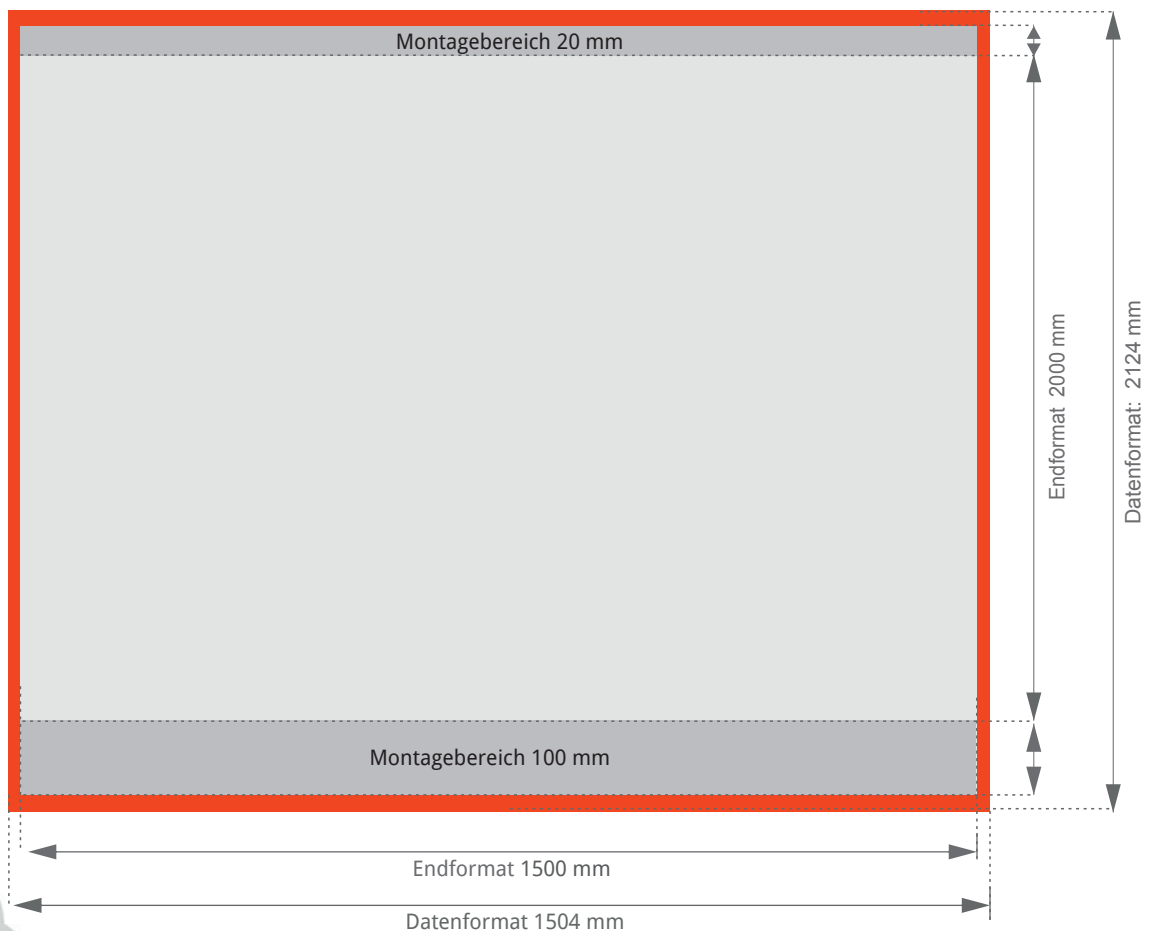 Montagebereich 20 mm
Endformat 2000 mm
Datenformat: 2124 mm
Montagebereich 100 mm
Endformat 1500 mm
Datenformat 1504 mm